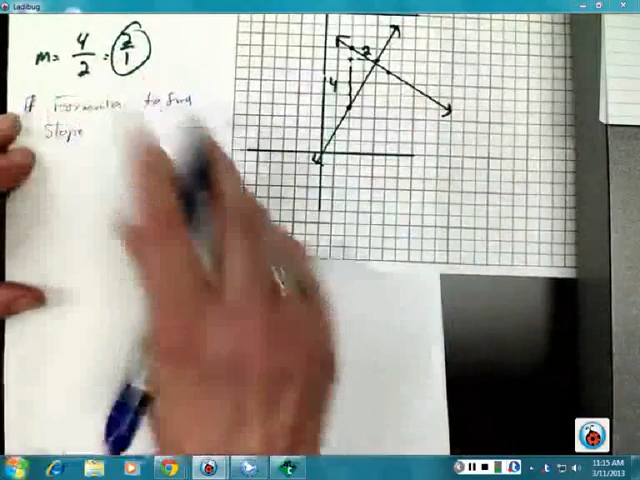 Ladibug
m= 4/2 = 2/1
2
4
# Formula to find
Slope
11:15 AM
3/11/2013